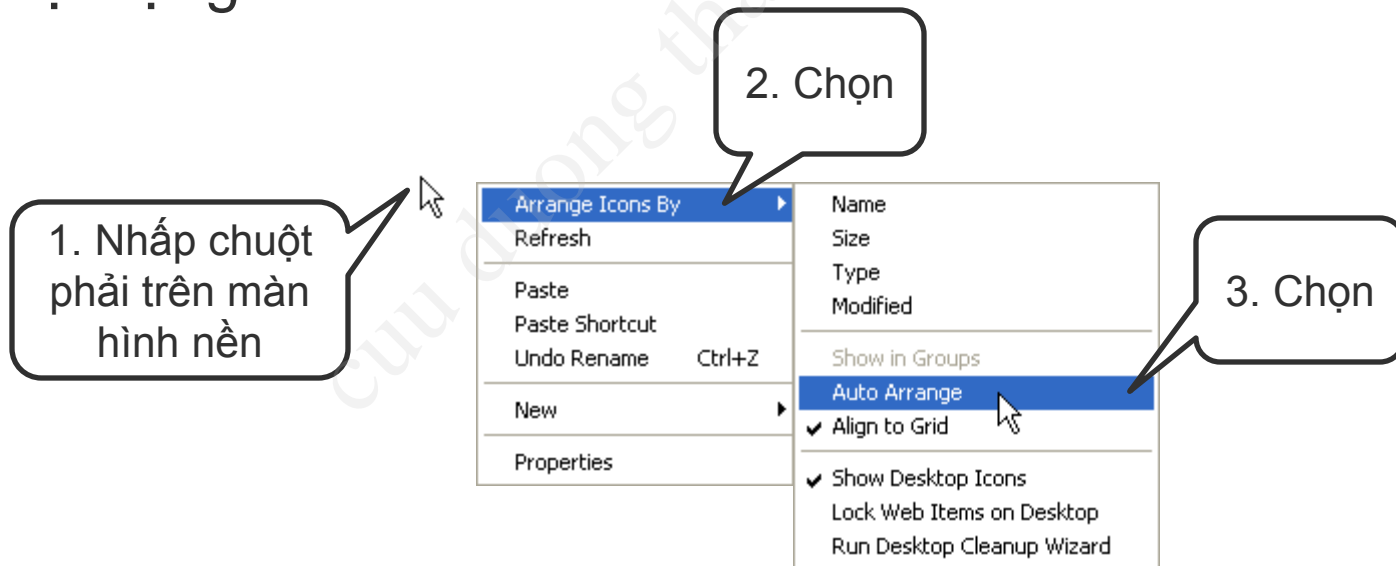 2. Chọn
1. Nhấp chuột
phải trên màn
hình nền
Arrange Icons By
Refresh
Paste
Paste Shortcut
Undo Rename Ctrl+Z
New
Properties
Name
Size
Type
Modified
Show in Groups
Auto Arrange
Align to Grid
Show Desktop Icons
Lock Web Items on Desktop
Run Desktop Cleanup Wizard
3. Chọn
cuu duong